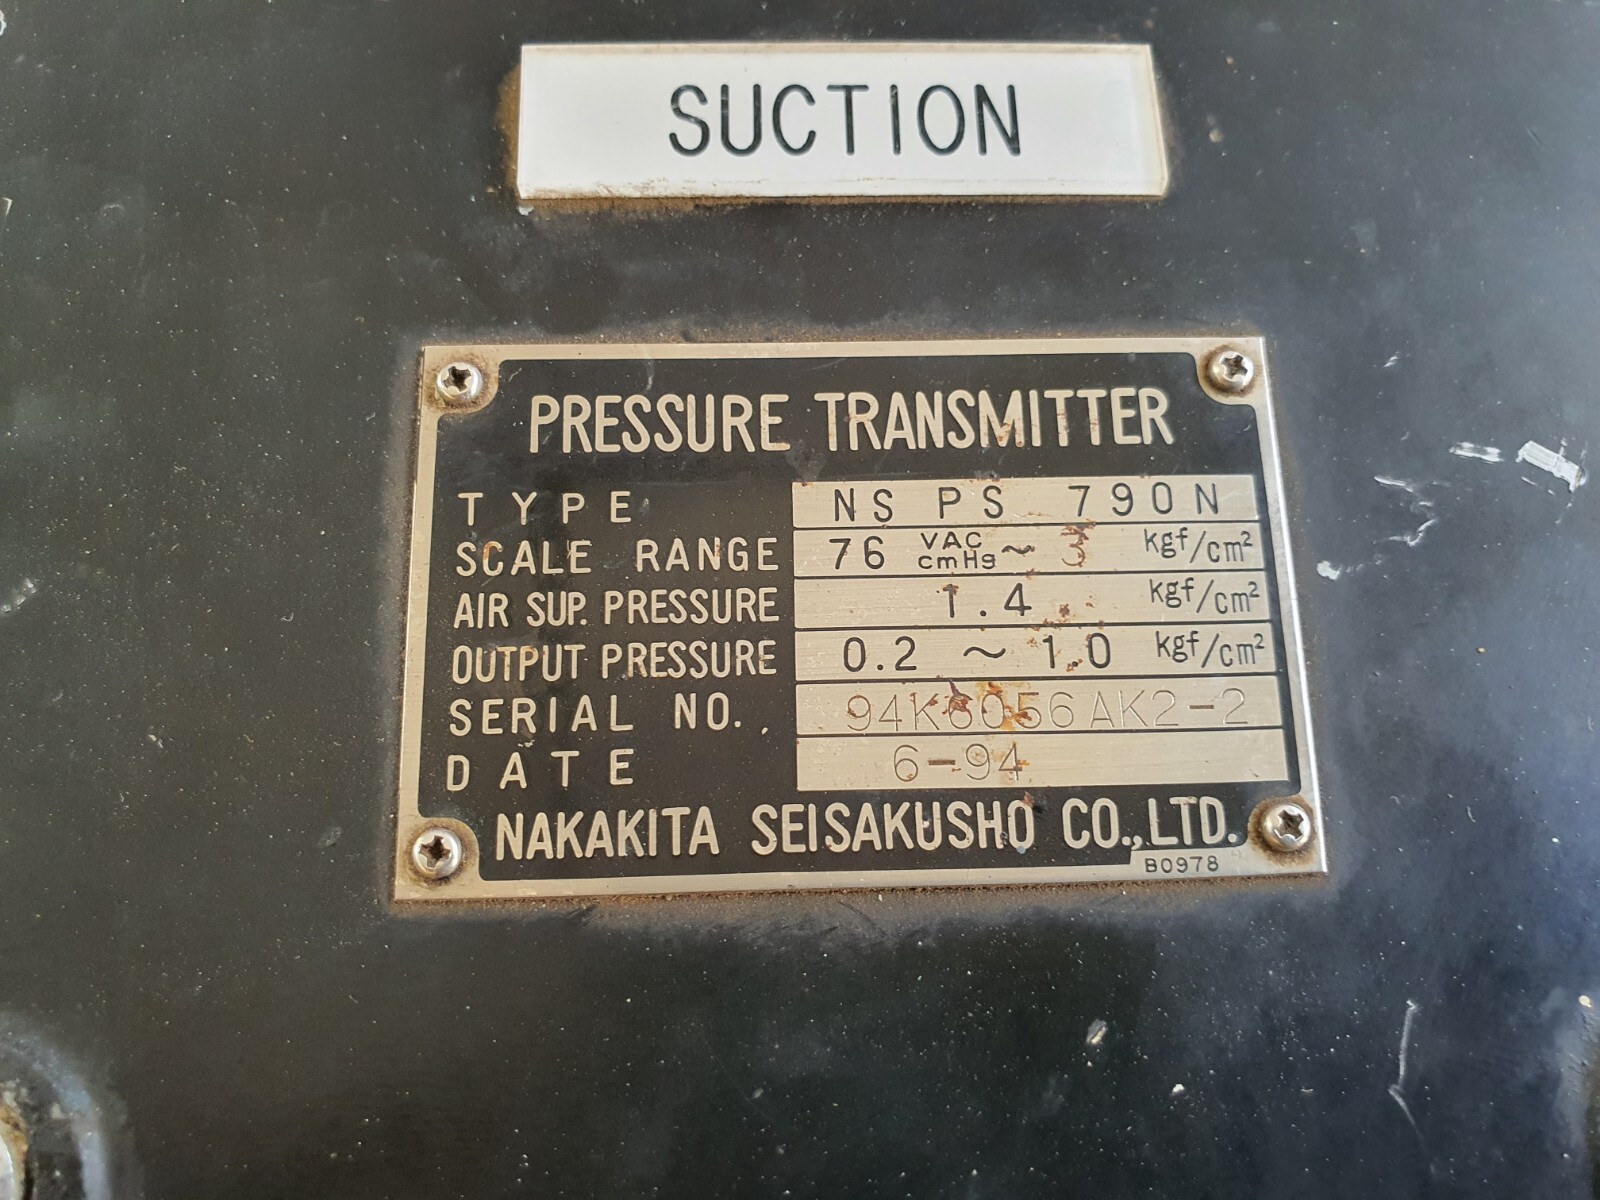 SUCTION
PRESSURE TRANSMITTER
TYPE NS PS 790N
SCALE RANGE 76 VAC cmHg ~ 3 kgf/cm²
AIR SUP. PRESSURE 1.4 kgf/cm²
OUTPUT PRESSURE 0.2 ~ 1.0 kgf/cm²
SERIAL NO. 94K6056AK2-2
DATE 6-94
NAKAKITA SEISAKUSHO CO.,LTD.
B0978